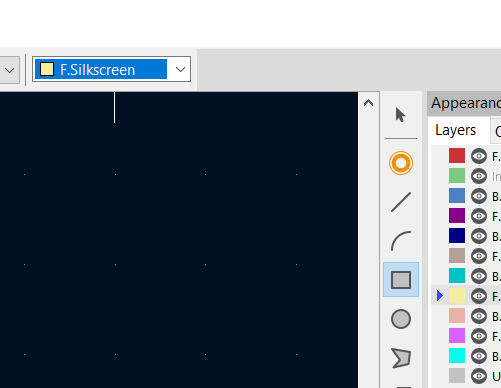 F.Silkscreen
Appearanc
Layers
F.
In
B.
F.
B.
F.
B.
F.
B.
F.
B.
U